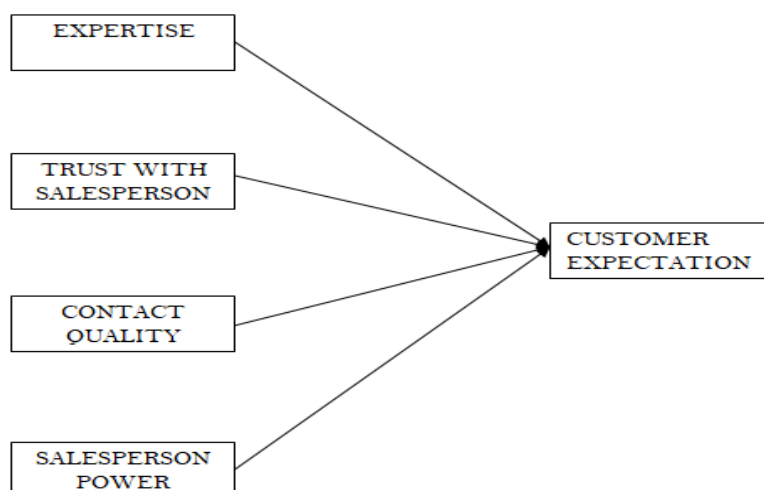 EXPERTISE
TRUST WITH
SALESPERSON
CONTACT
QUALITY
SALESPERSON
POWER
CUSTOMER
EXPECTATION